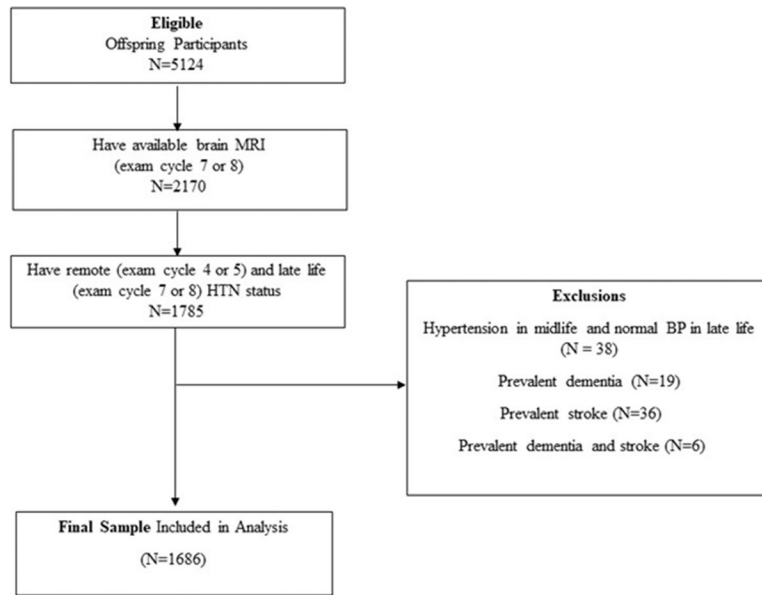 Eligible
Offspring Participants
N=5124
Have available brain MRI
(exam cycle 7 or 8)
N=2170
Have remote (exam cycle 4 or 5) and late life
(exam cycle 7 or 8) HTN status
N=1785
Exclusions
Hypertension in midlife and normal BP in late life
(N = 38)
Prevalent dementia (N=19)
Prevalent stroke (N=36)
Prevalent dementia and stroke (N=6)
Final Sample Included in Analysis
(N=1686)